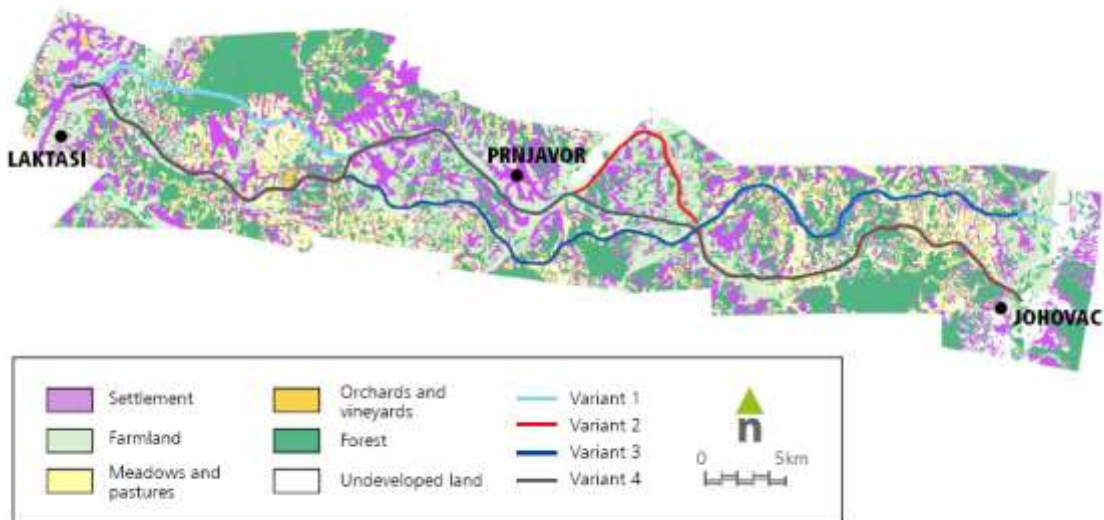 LAKTASI
PRNJAVOR
JOHOVAC
Settlement
Farmland
Meadows and
pastures
Orchards and
vineyards
Forest
Undeveloped land
Variant 1
Variant 2
Variant 3
Variant 4
n
0 5km